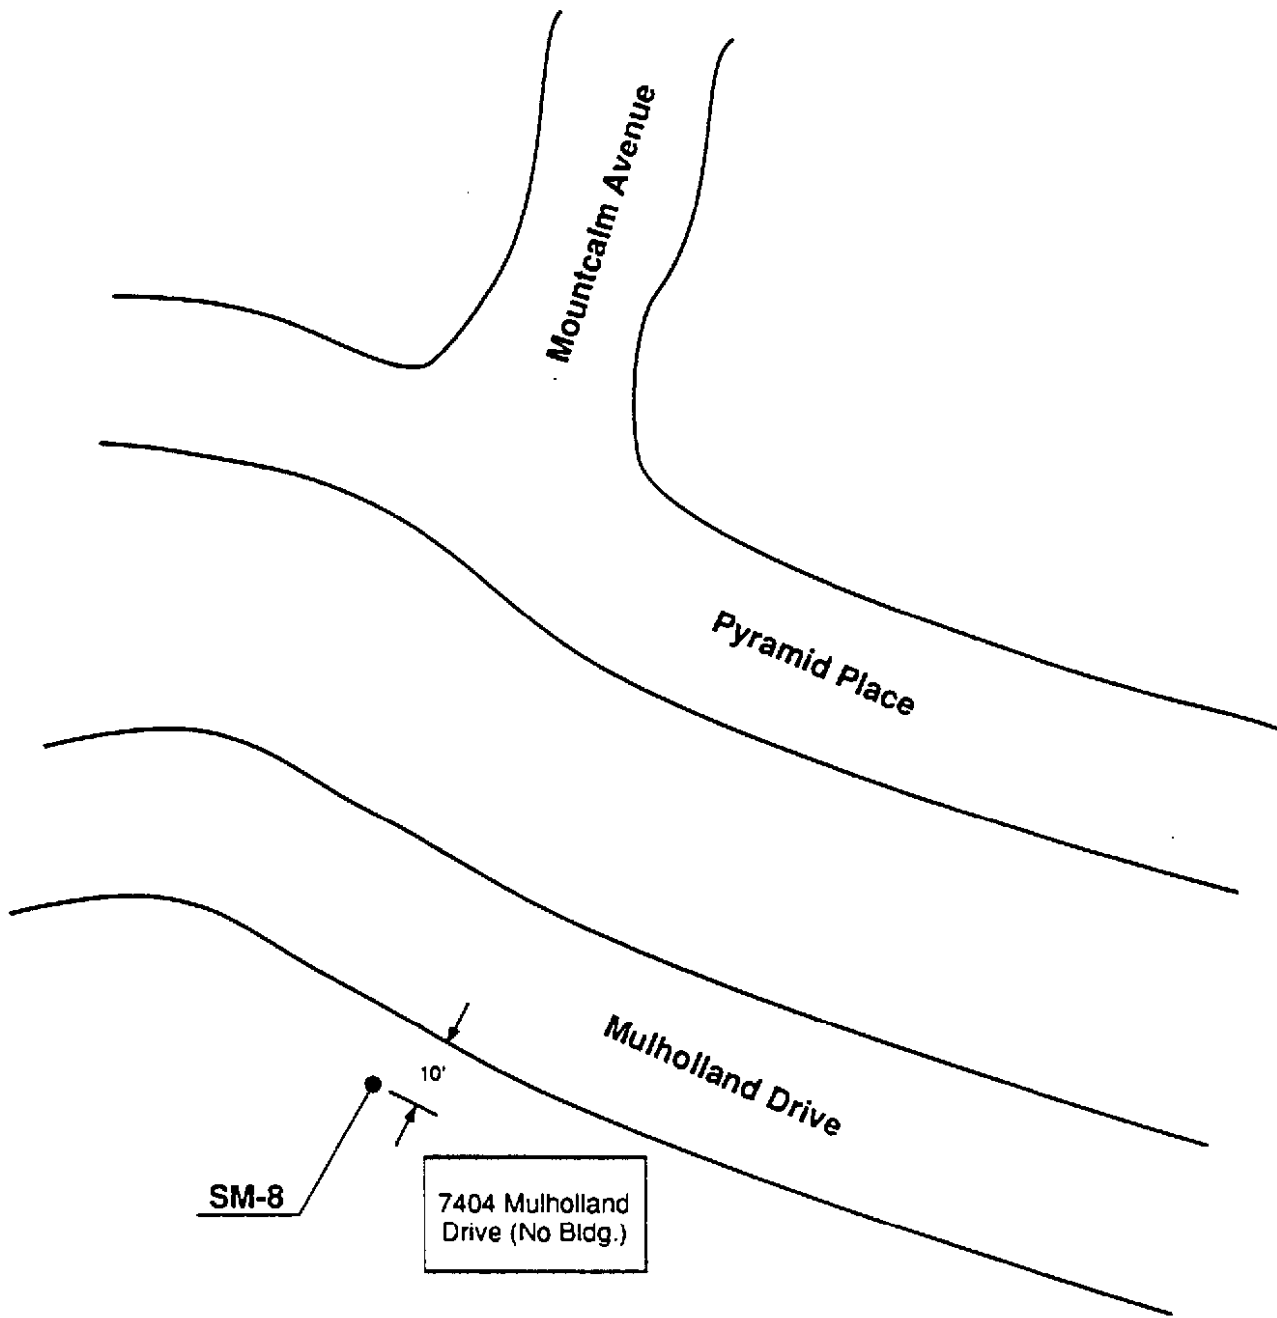 Mountcalm Avenue
Pyramid Place
Mulholland Drive
10'
SM-8
7404 Mulholland
Drive (No Bldg.)